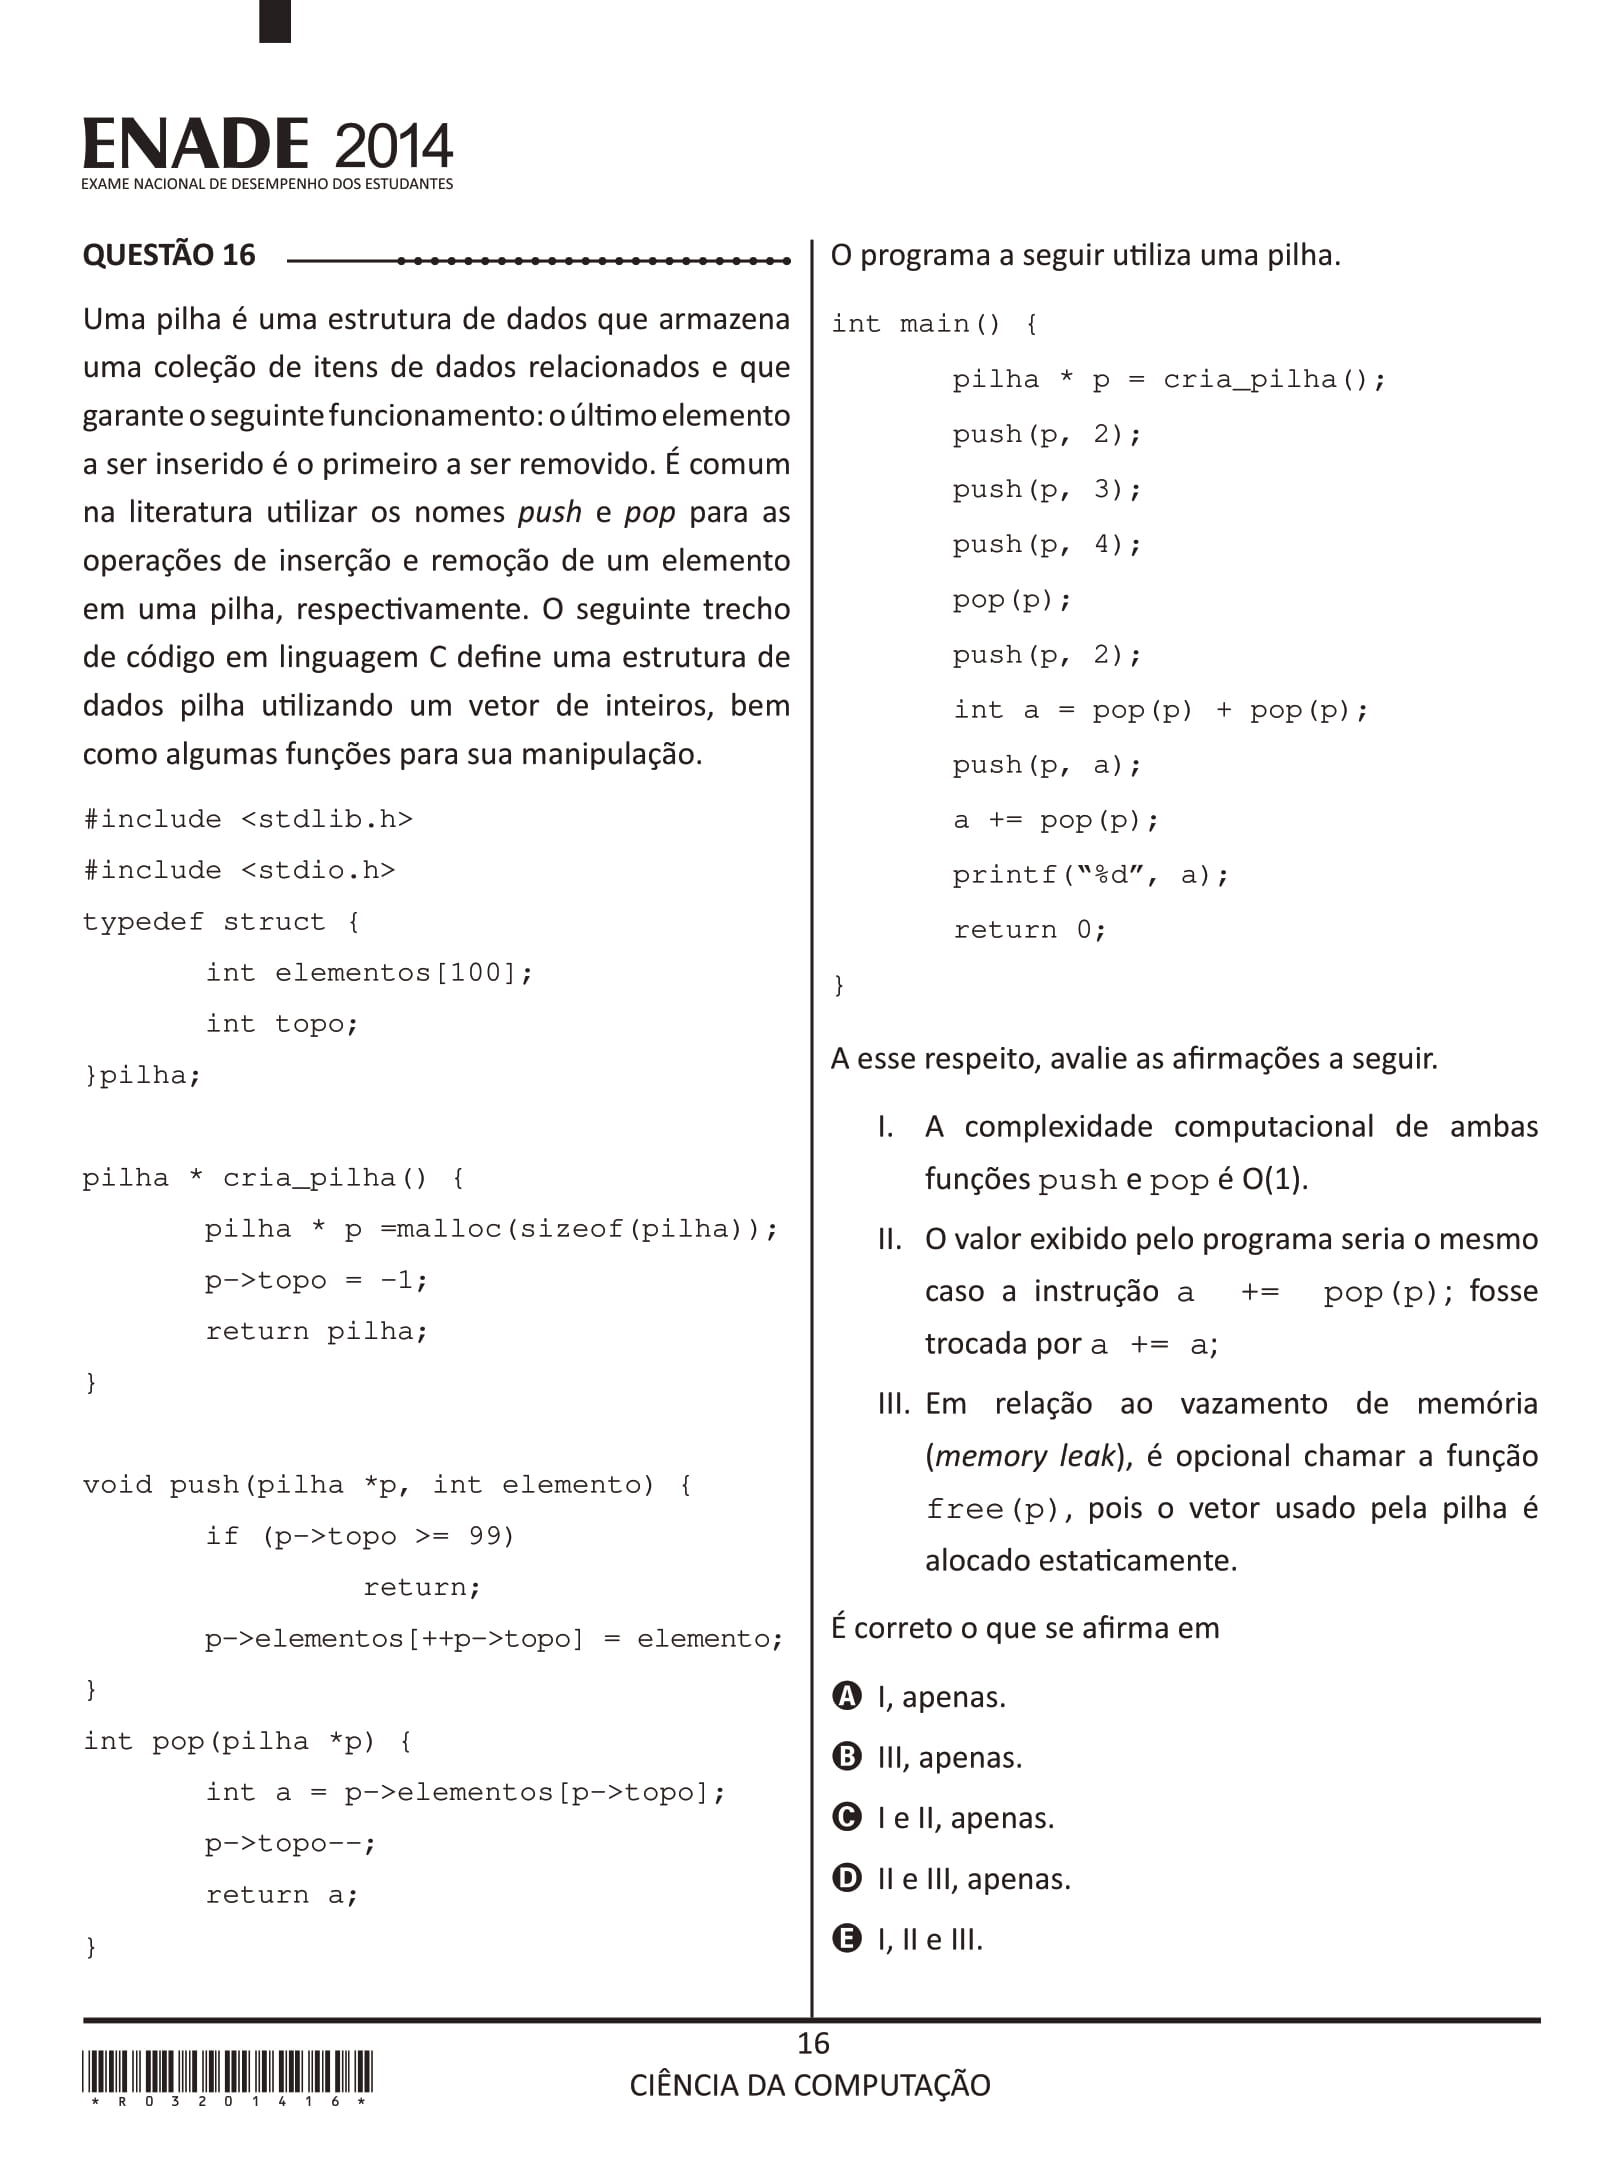 ENADE 2014
EXAME NACIONAL DE DESEMPENHO DOS ESTUDANTES
QUESTÃO 16
Uma pilha é uma estrutura de dados que armazena
uma coleção de itens de dados relacionados e que
garante o seguinte funcionamento: o último elemento
a ser inserido é o primeiro a ser removido. É comum
na literatura utilizar os nomes push e pop para as
operações de inserção e remoção de um elemento
em uma pilha, respectivamente. O seguinte trecho
de código em linguagem C define uma estrutura de
dados pilha utilizando um vetor de inteiros, bem
como algumas funções para sua manipulação.
#include <stdlib.h>
#include <stdio.h>
typedef struct {
int elementos[100];
int topo;
}pilha;
pilha * cria_pilha() {
pilha * p =malloc(sizeof(pilha));
p->topo = -1;
return pilha;
}
void push(pilha *p, int elemento) {
if (p->topo >= 99)
return;
p->elementos[++p->topo] = elemento;
}
int pop(pilha *p) {
int a = p->elementos[p->topo];
p->topo--;
return a;
}
O programa a seguir utiliza uma pilha.
int main() {
pilha * p = cria_pilha();
push(p, 2);
push(p, 3);
push(p, 4);
pop(p);
push(p, 2);
int a = pop(p) + pop(p);
push(p, a);
a += pop(p);
printf(“%d”, a);
return 0;
}
A esse respeito, avalie as afirmações a seguir.
I. A complexidade computacional de ambas
funções push e pop é O(1).
II. O valor exibido pelo programa seria o mesmo
caso a instrução a += pop(p); fosse
trocada por a += a;
III. Em relação ao vazamento de memória
(memory leak), é opcional chamar a função
free(p), pois o vetor usado pela pilha é
alocado estaticamente.
É correto o que se afirma em
A I, apenas.
B III, apenas.
C I e II, apenas.
D II e III, apenas.
E I, II e III.
16
CIÊNCIA DA COMPUTAÇÃO
* R 0 3 2 0 1 4 1 6 *